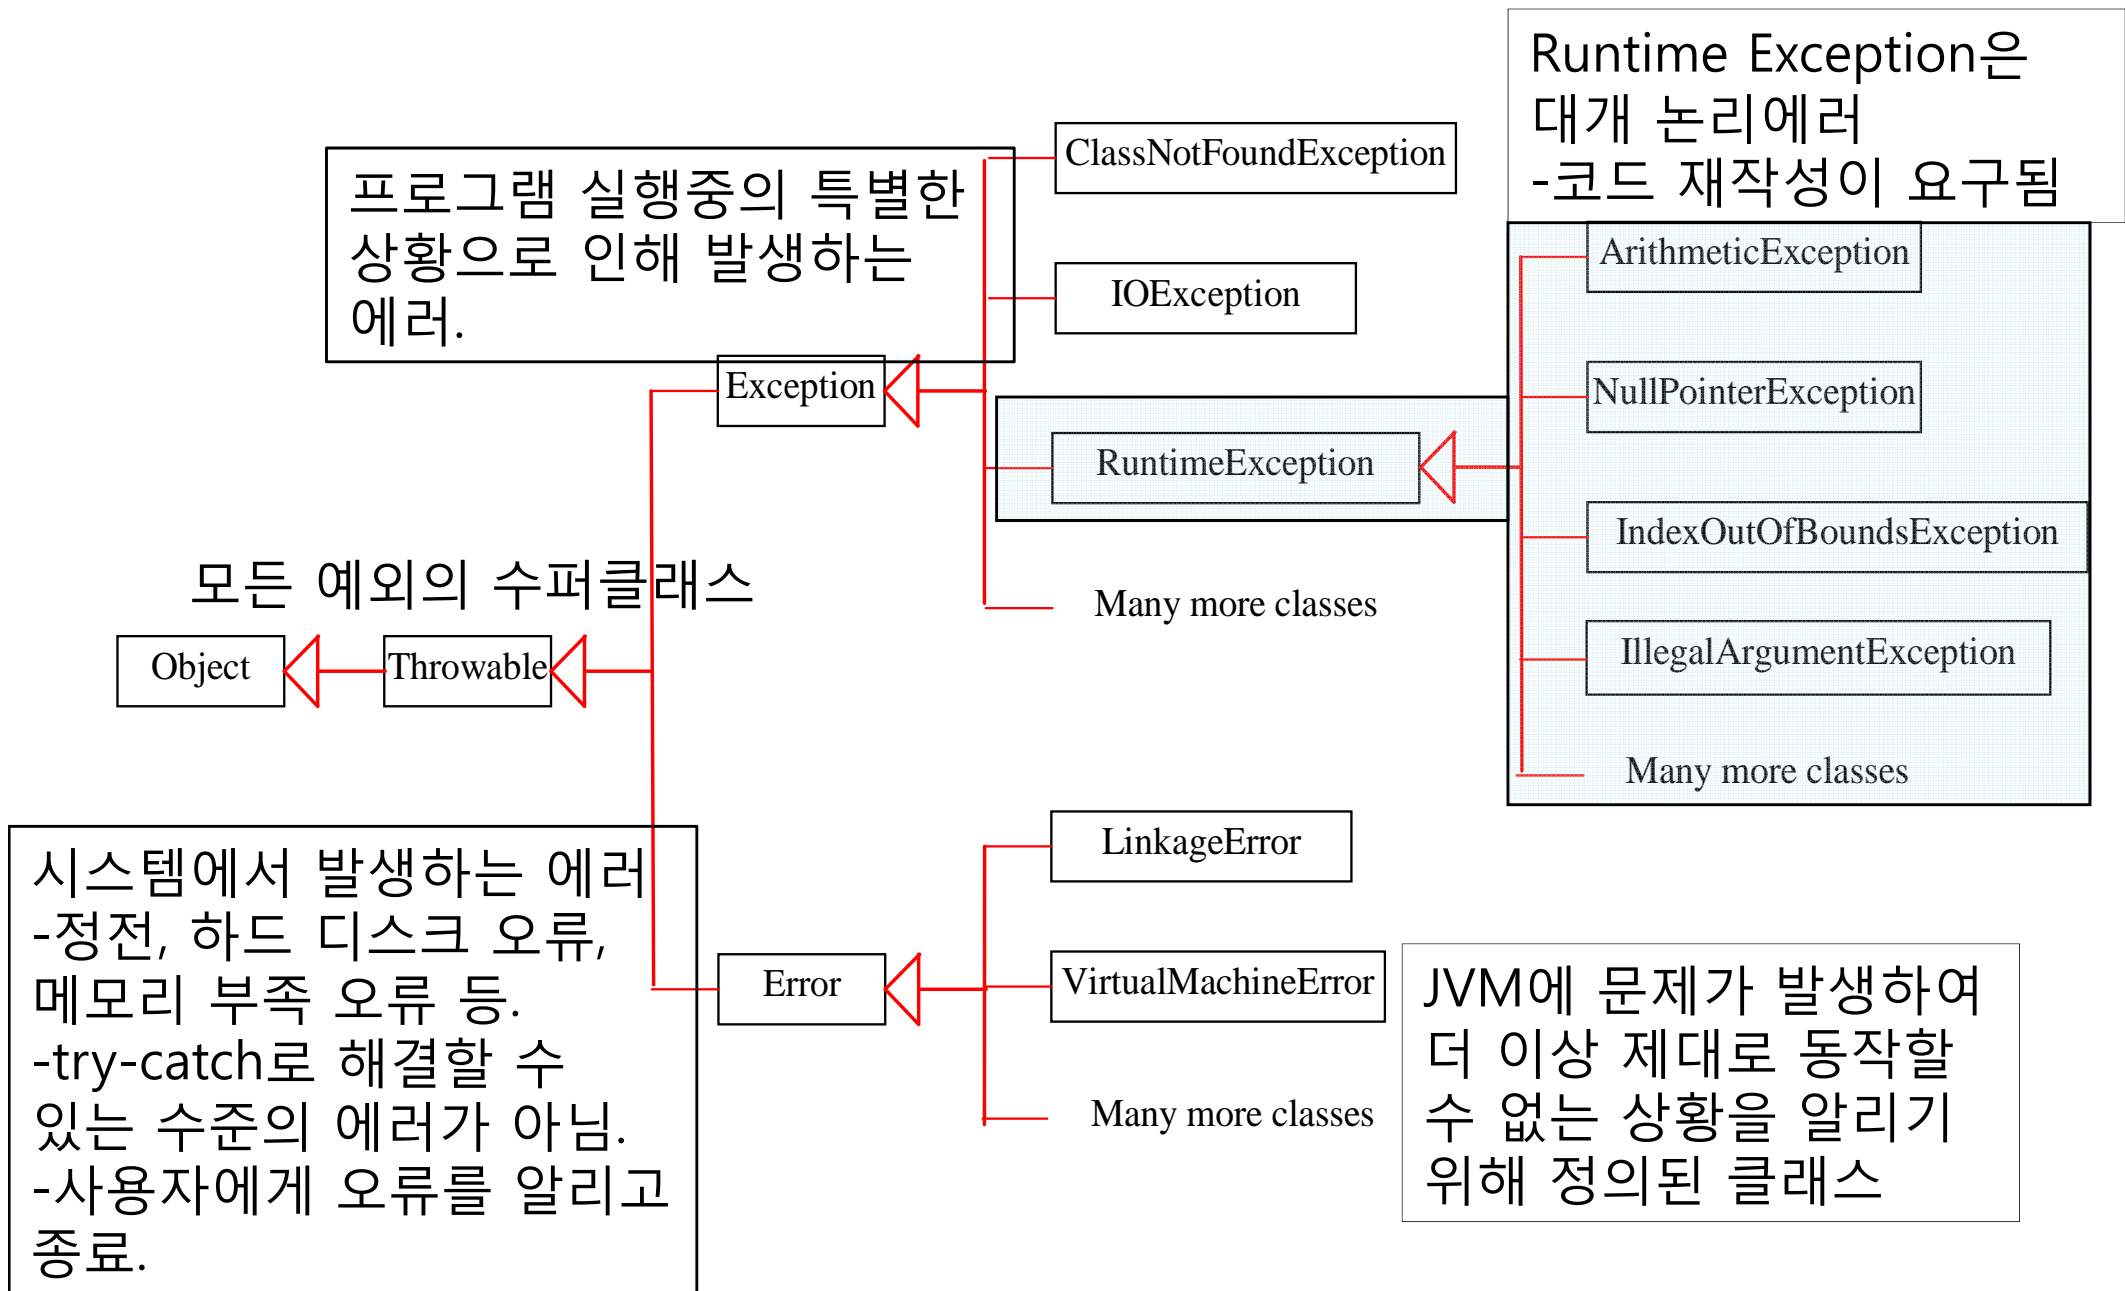 Runtime Exception은
대개 논리에러
-코드 재작성이 요구됨
프로그램 실행중의 특별한
상황으로 인해 발생하는
에러.
ClassNotFoundException
IOException
Exception
RuntimeException
Many more classes
ArithmeticException
NullPointerException
IndexOutOfBoundsException
IllegalArgumentException
Many more classes
모든 예외의 수퍼클래스
Object
Throwable
시스템에서 발생하는 에러
-정전, 하드 디스크 오류,
메모리 부족 오류 등.
-try-catch로 해결할 수
있는 수준의 에러가 아님.
-사용자에게 오류를 알리고
종료.
Error
LinkageError
VirtualMachineError
Many more classes
JVM에 문제가 발생하여
더 이상 제대로 동작할
수 없는 상황을 알리기
위해 정의된 클래스